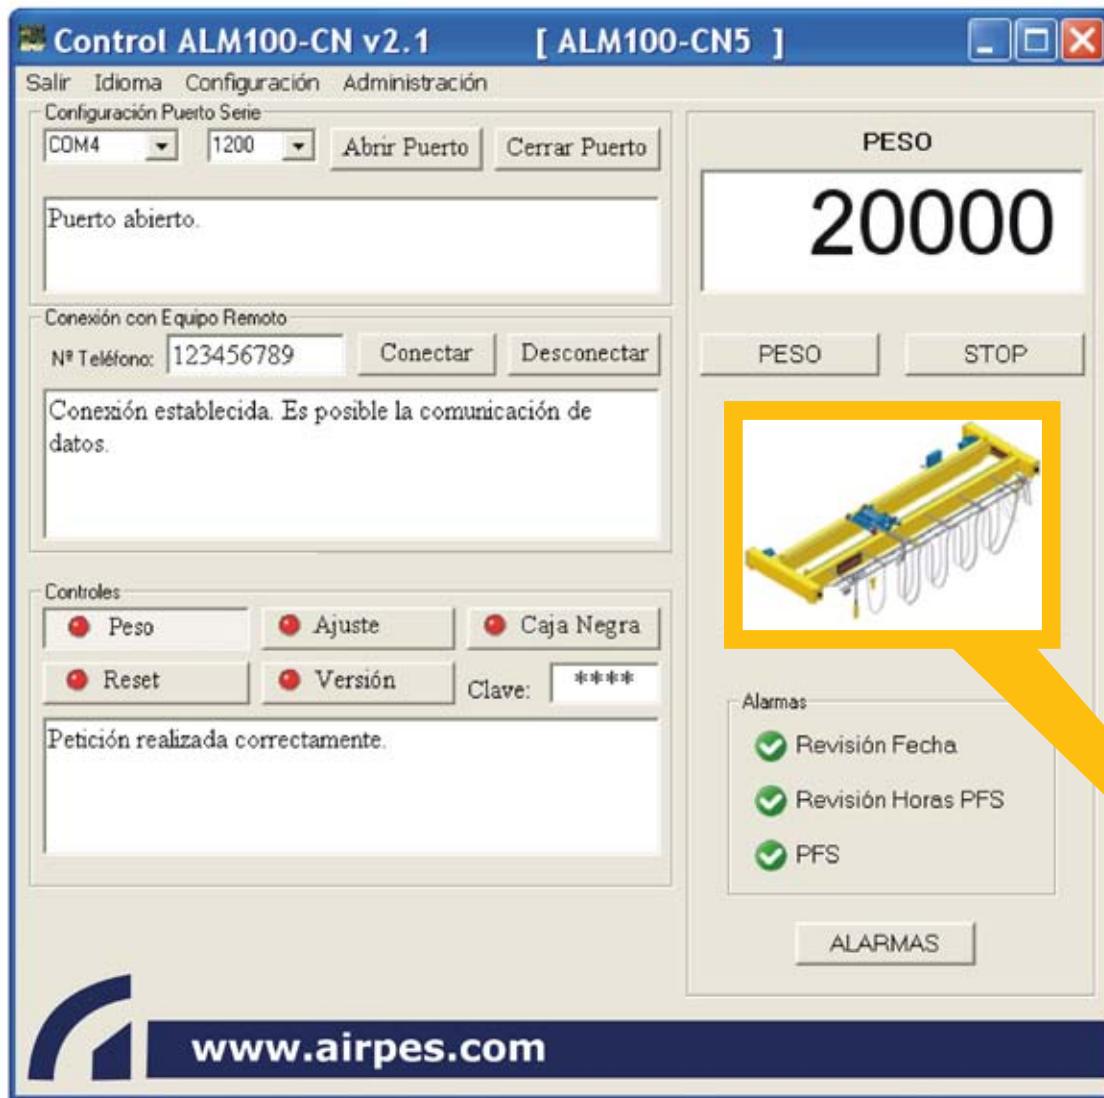 Control ALM100-CN v2.1 [ ALM100-CN5 ]
Salir Idioma Configuración Administración
Configuración Puerto Serie
COM4 1200 Abrir Puerto Cerrar Puerto
Puerto abierto.
Conexión con Equipo Remoto
Nº Teléfono: 123456789 Conectar Desconectar
Conexión establecida. Es posible la comunicación de
datos.
Controles
Peso Ajuste Caja Negra
Reset Versión Clave: ****
Petición realizada correctamente.
PESO
20000
PESO STOP
Alarmas
Revisión Fecha
Revisión Horas PFS
PFS
ALARMAS
www.airpes.com